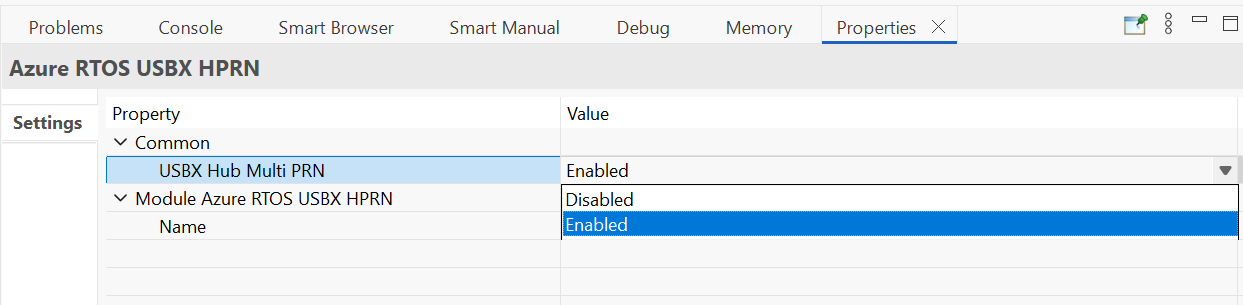 Problems Console Smart Browser Smart Manual Debug Memory Properties
Azure RTOS USBX HPRN
Settings
Property Value
Common
USBX Hub Multi PRN Enabled
Module Azure RTOS USBX HPRN Disabled
Enabled
Name